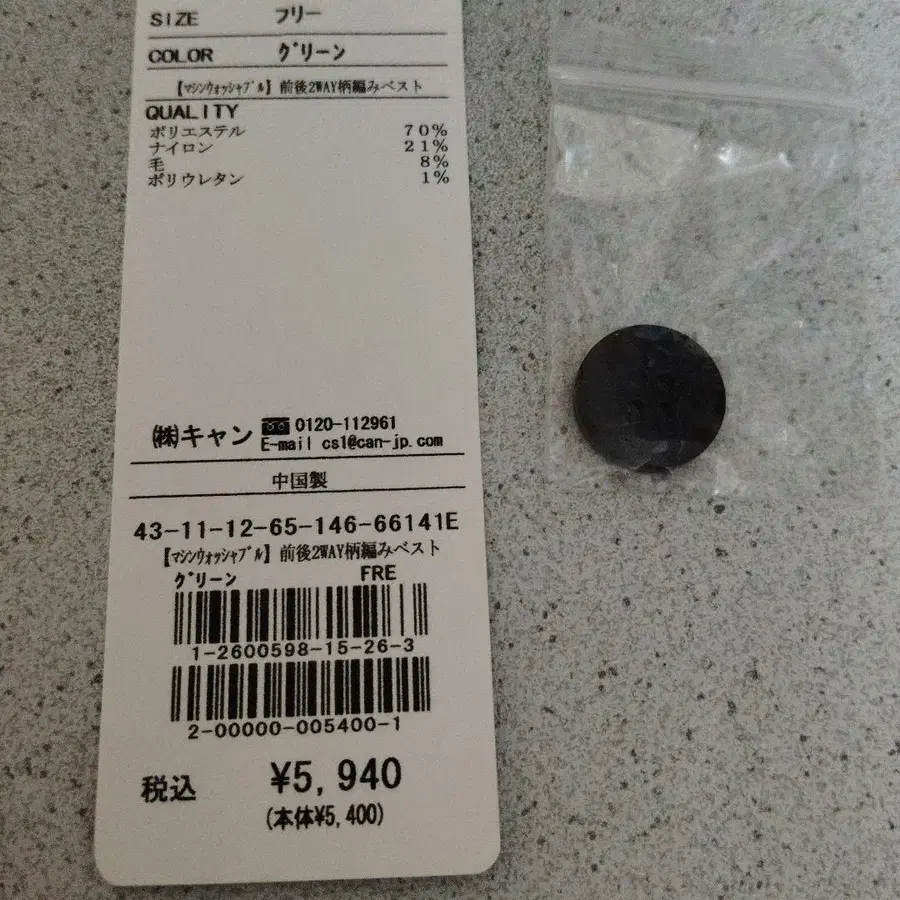 SIZE フリー
COLOR グリーン
【マシンウォッシャブル】前後2WAY柄編みベスト
QUALITY
ポリエステル 70%
ナイロン 21%
毛 8%
ポリウレタン 1%
㈱キャン 0120-112961
E-mail cs1@can-jp.com
中国製
43-11-12-65-146-66141E
【マシンウォッシャブル】前後2WAY柄編みベスト
グリーン FRE
1-2600598-15-26-3
2-00000-005400-1
税込 ¥5,940
(本体¥5,400)